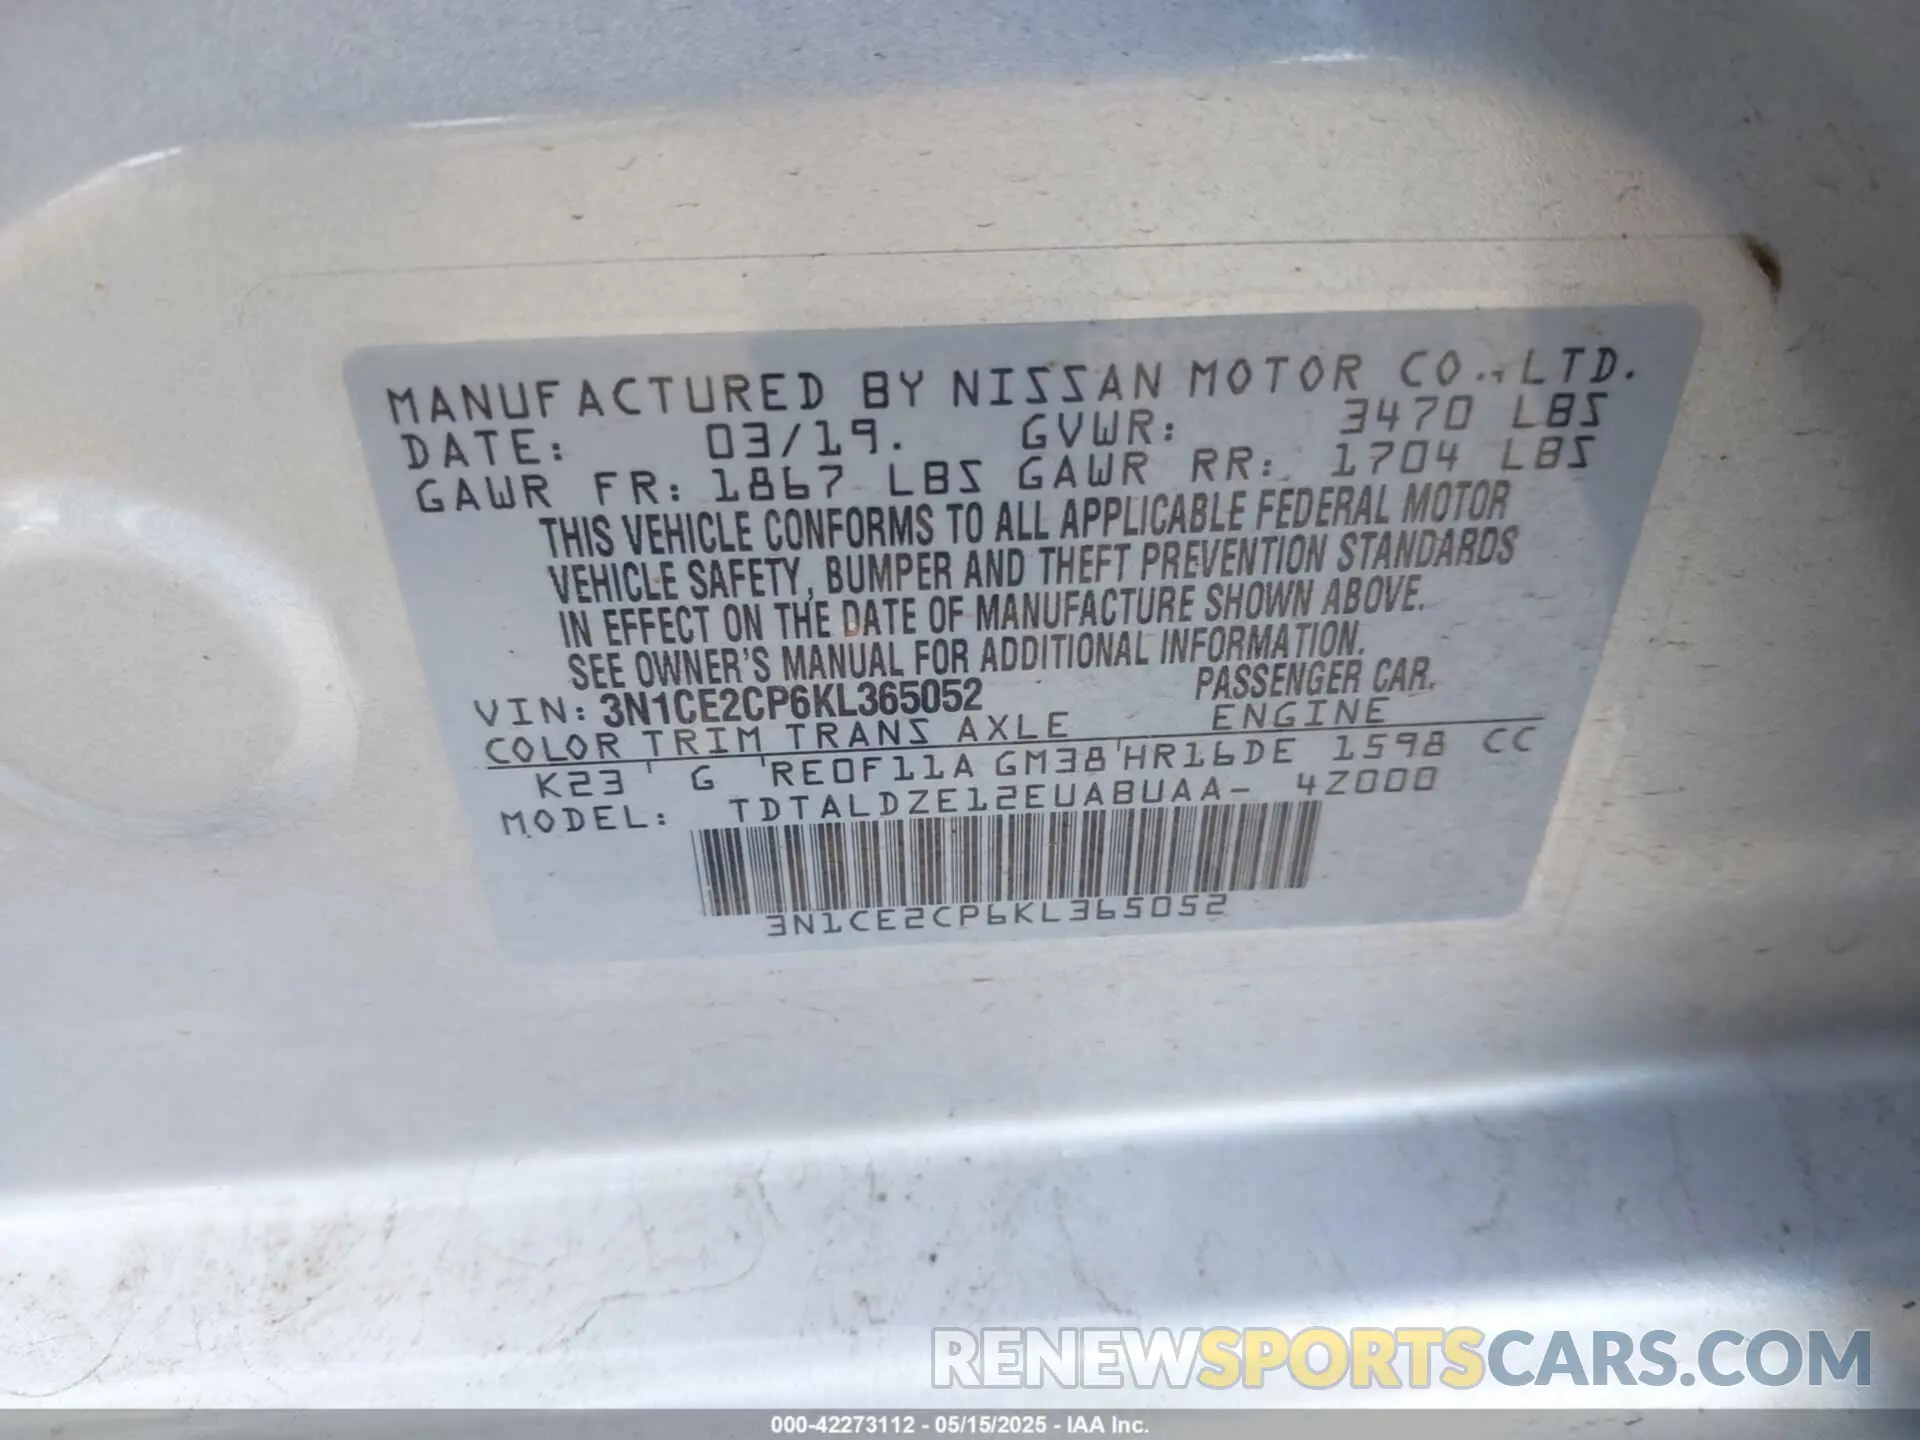 MANUFACTURED BY NISSAN MOTOR CO., LTD.
DATE: 03/19. GVWR: 3470 LBS
GAWR FR: 1867 LBS GAWR RR: 1704 LBS
THIS VEHICLE CONFORMS TO ALL APPLICABLE FEDERAL MOTOR
VEHICLE SAFETY, BUMPER AND THEFT PREVENTION STANDARDS
IN EFFECT ON THE DATE OF MANUFACTURE SHOWN ABOVE.
SEE OWNER'S MANUAL FOR ADDITIONAL INFORMATION.
VIN: 3N1CE2CP6KL365052 PASSENGER CAR.
COLOR TRIM TRANS AXLE ENGINE
K23 G RE0F11A GM38 HR16DE 1598 CC
MODEL: TDTALDZE12EUABUAA- 4Z000
3N1CE2CP6KL365052
RENEWSPORTSCARS.COM
000-42273112 - 05/15/2025 - IAA Inc.